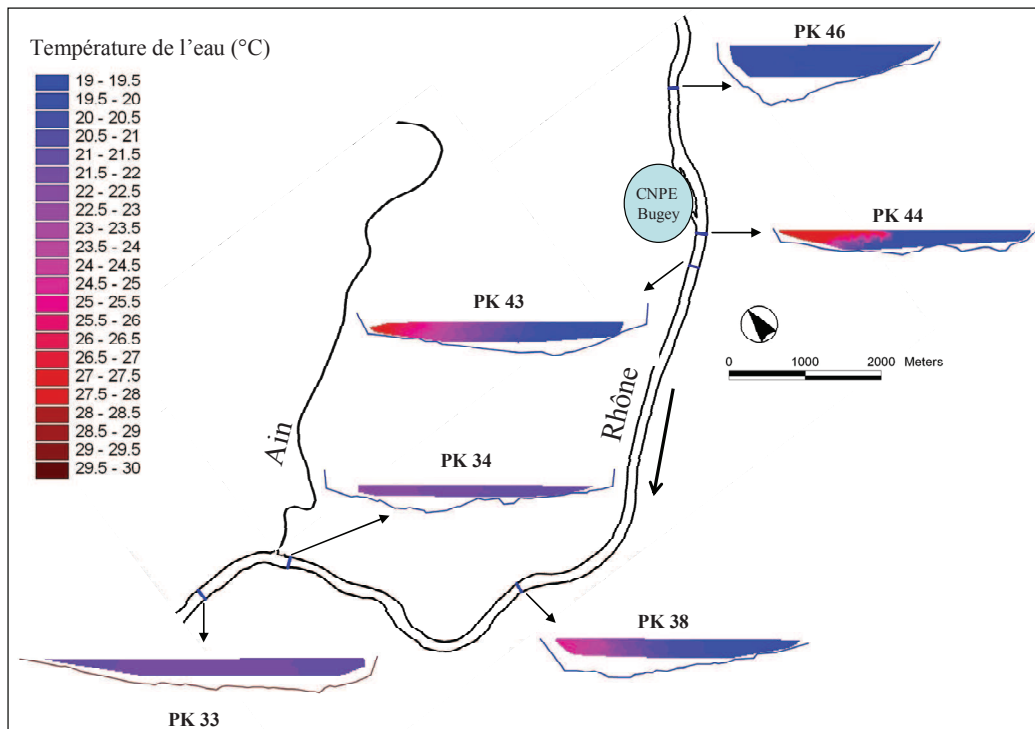 Température de l'eau (°C)
19 - 19.5
19.5 - 20
20 - 20.5
20.5 - 21
21 - 21.5
21.5 - 22
22 - 22.5
22.5 - 23
23 - 23.5
23.5 - 24
24 - 24.5
24.5 - 25
25 - 25.5
25.5 - 26
26 - 26.5
26.5 - 27
27 - 27.5
27.5 - 28
28 - 28.5
28.5 - 29
29 - 29.5
29.5 - 30
PK 46
CNPE
Bugey
PK 44
PK 43
0 1000 2000 Meters
Rhône
Ain
PK 34
PK 38
PK 33